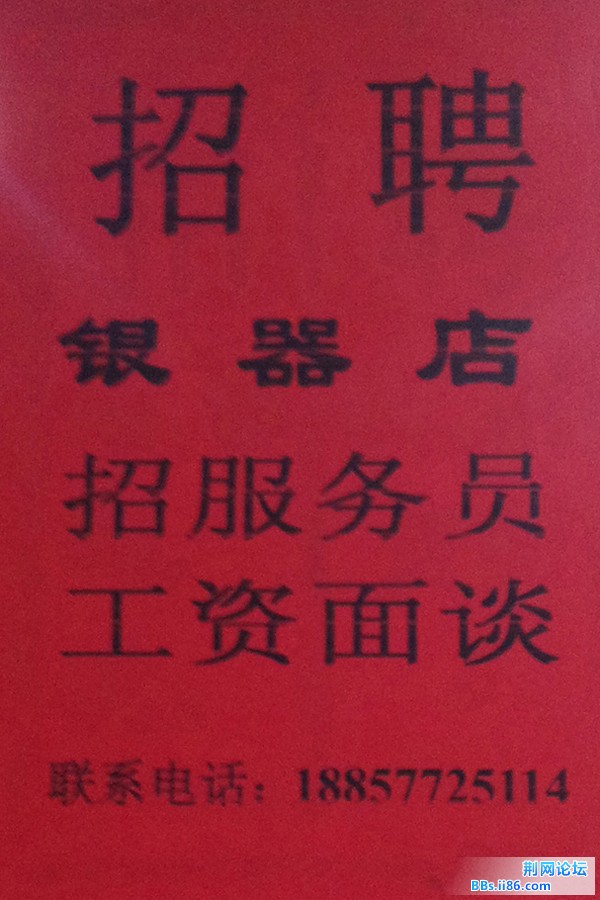 招聘
银器店
招服务员
工资面谈
联系电话：18857725114
荆网论坛
BBs.ii86.com